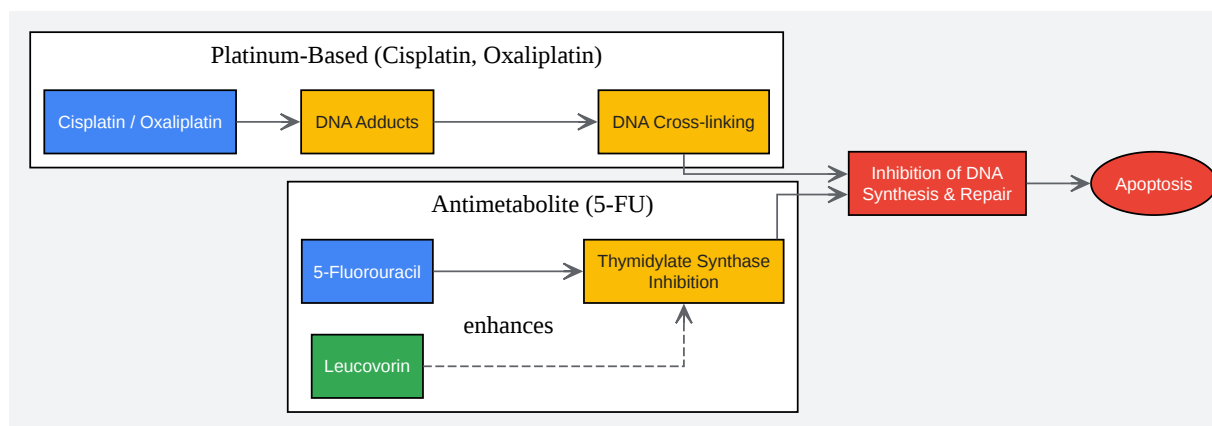 Platinum-Based (Cisplatin, Oxaliplatin)
Cisplatin / Oxaliplatin
DNA Adducts
DNA Cross-linking
Inhibition of DNA
Synthesis & Repair
Apoptosis
Antimetabolite (5-FU)
5-Fluorouracil
Thymidylate Synthase
Inhibition
enhances
Leucovorin